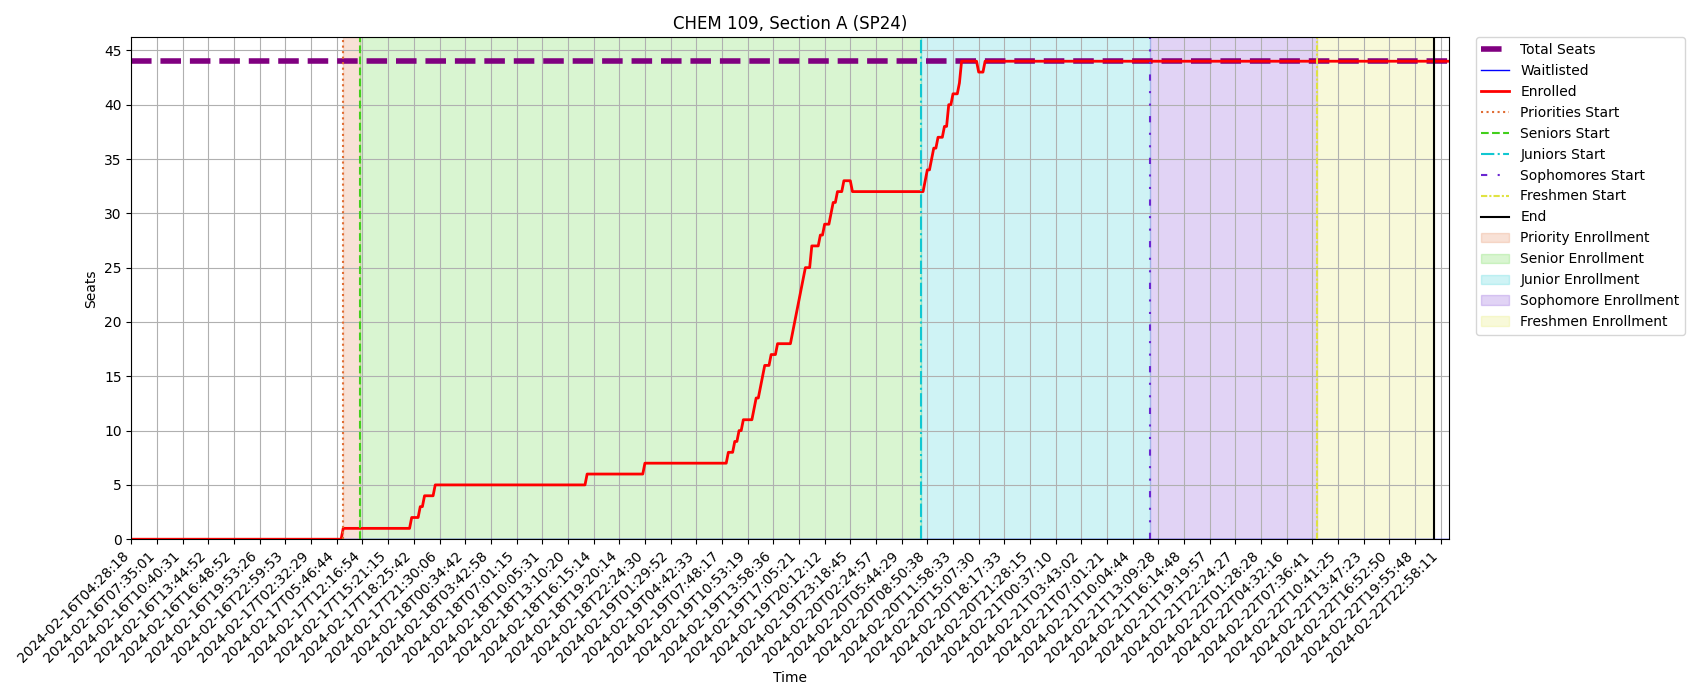 CHEM 109, Section A (SP24)
Seats
45
40
35
30
25
20
15
10
5
0
2024-02-16T04:28:18
2024-02-16T07:35:01
2024-02-16T10:40:31
2024-02-16T13:44:52
2024-02-16T16:48:52
2024-02-16T19:53:26
2024-02-16T22:59:53
2024-02-17T02:32:29
2024-02-17T05:46:44
2024-02-17T12:16:54
2024-02-17T15:21:15
2024-02-17T18:25:42
2024-02-17T21:30:06
2024-02-18T00:34:42
2024-02-18T03:42:58
2024-02-18T07:01:15
2024-02-18T10:05:31
2024-02-18T13:10:20
2024-02-18T16:15:14
2024-02-18T19:20:14
2024-02-18T22:24:30
2024-02-19T01:29:52
2024-02-19T04:42:33
2024-02-19T07:48:17
2024-02-19T10:53:19
2024-02-19T13:58:36
2024-02-19T17:05:21
2024-02-19T20:12:12
2024-02-19T23:18:45
2024-02-20T02:24:57
2024-02-20T05:44:29
2024-02-20T08:50:38
2024-02-20T11:58:33
2024-02-20T15:07:30
2024-02-20T18:17:33
2024-02-20T21:28:15
2024-02-21T00:37:10
2024-02-21T03:43:02
2024-02-21T07:01:21
2024-02-21T10:04:44
2024-02-21T13:09:28
2024-02-21T16:14:48
2024-02-21T19:19:57
2024-02-21T22:24:27
2024-02-22T01:28:28
2024-02-22T04:32:16
2024-02-22T07:36:41
2024-02-22T10:41:25
2024-02-22T13:47:23
2024-02-22T16:52:50
2024-02-22T19:55:48
2024-02-22T22:58:11
Time
Total Seats
Waitlisted
Enrolled
Priorities Start
Seniors Start
Juniors Start
Sophomores Start
Freshmen Start
End
Priority Enrollment
Senior Enrollment
Junior Enrollment
Sophomore Enrollment
Freshmen Enrollment